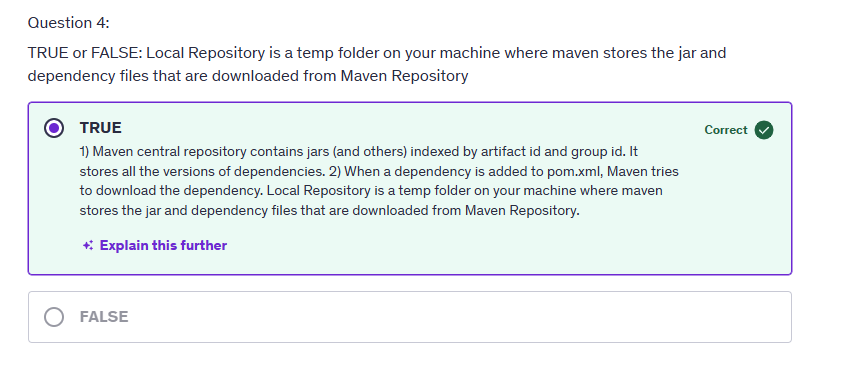 Question 4:
TRUE or FALSE: Local Repository is a temp folder on your machine where maven stores the jar and
dependency files that are downloaded from Maven Repository
TRUE
Correct
1) Maven central repository contains jars (and others) indexed by artifact id and group id. It
stores all the versions of dependencies. 2) When a dependency is added to pom.xml, Maven tries
to download the dependency. Local Repository is a temp folder on your machine where maven
stores the jar and dependency files that are downloaded from Maven Repository.
Explain this further
FALSE